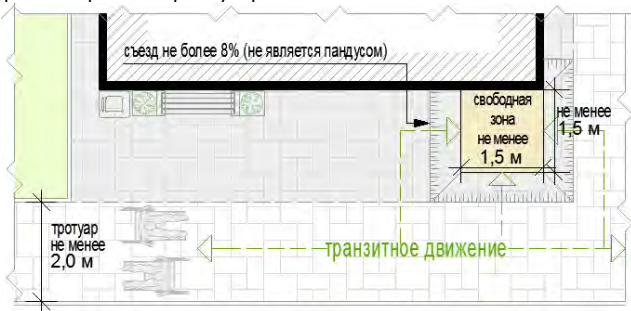 съезд не более 8% (не является пандусом)
свободная
зона
не менее
1,5 м
не менее
1,5 м
тротуар
не менее
2,0 м
транзитное движение